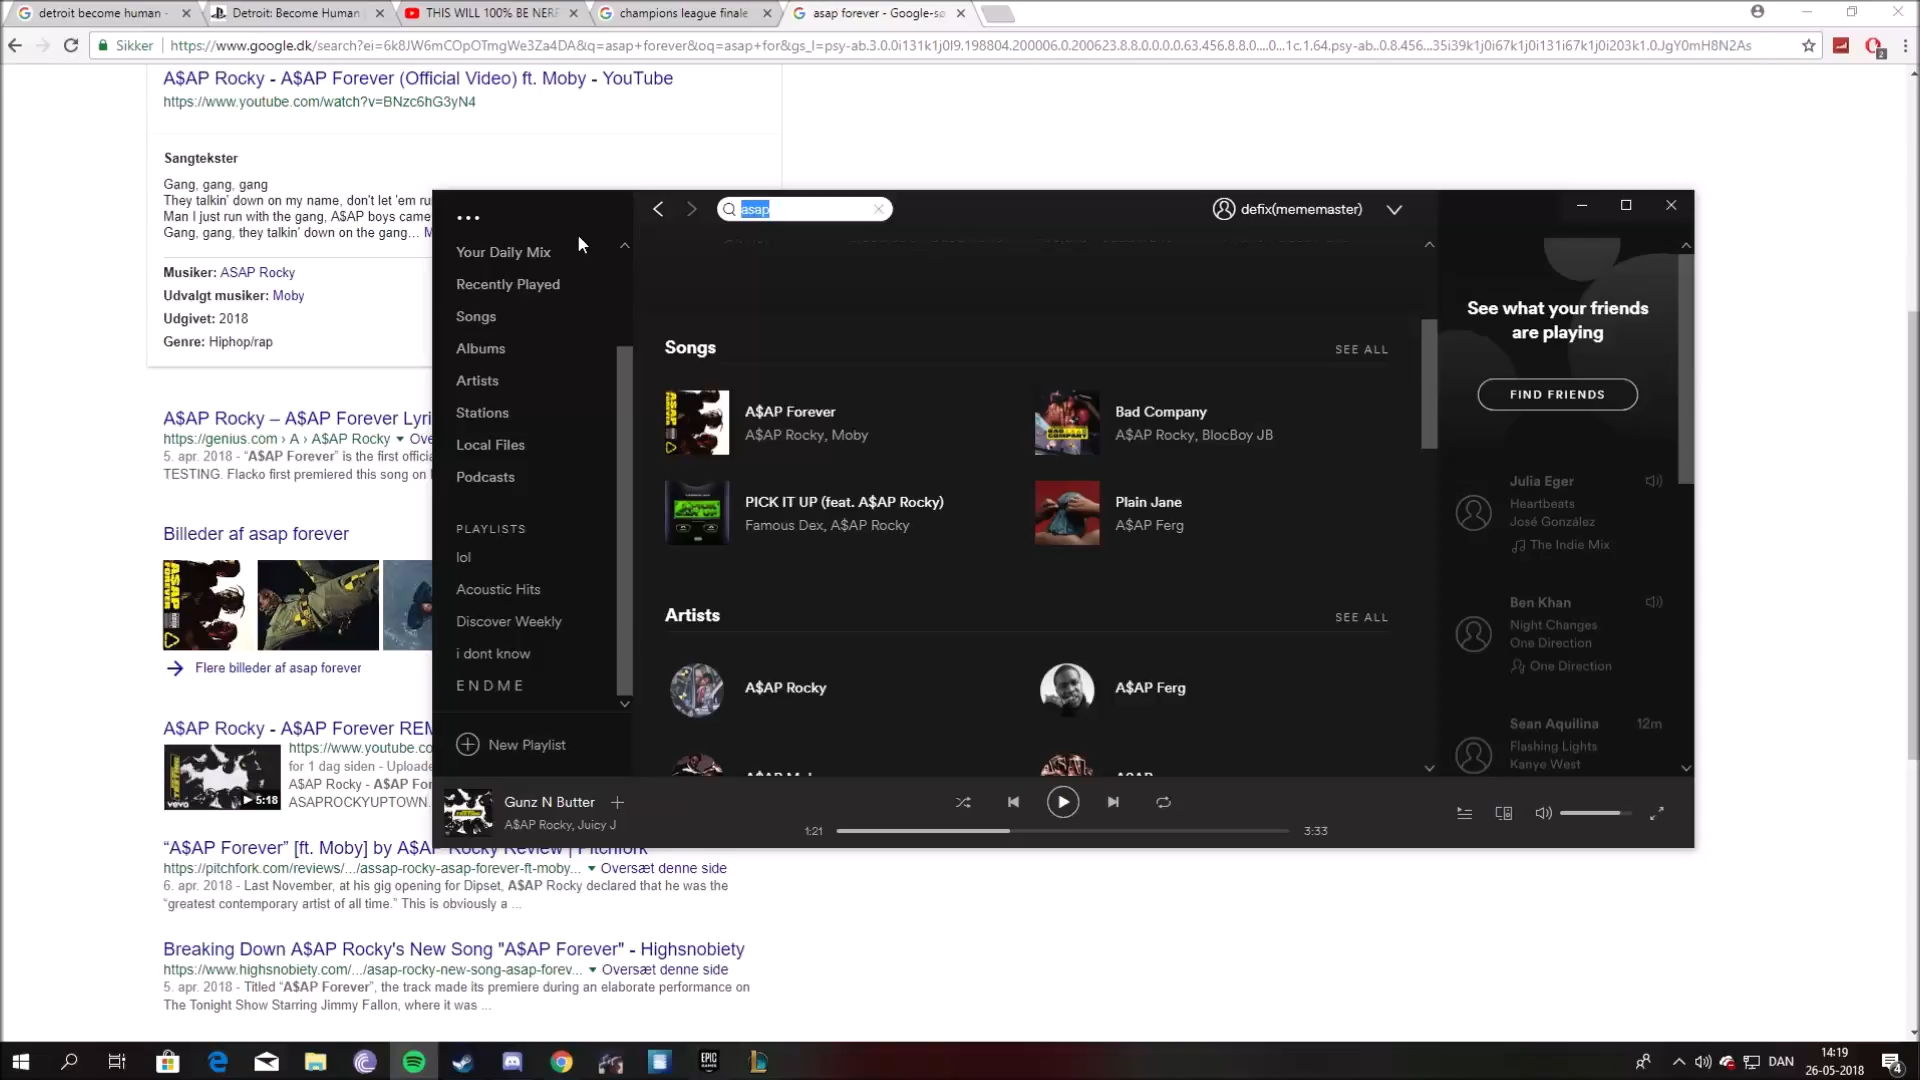 detroit become human -
Detroit: Become Human
THIS WILL 100% BE NERF
champions league finale
asap forever - Google-sø
Sikker
https://www.google.dk/search?ei=6k8JW6mCOpOTmgWe3Za4DA&q=asap+forever&oq=asap+for&gs_l=psy-ab.3.0.0i131k1j0l9.198804.200006.0.200623.8.8.0.0.0.0.63.456.8.8.0....0...1c.1.64.psy-ab..0.8.456...35i39k1j0i67k1j0i131i67k1j0i203k1.0.JgY0mH8N2As
A$AP Rocky - A$AP Forever (Official Video) ft. Moby - YouTube
https://www.youtube.com/watch?v=BNzc6hG3yN4
Sangtekster
Gang, gang, gang
They talkin' down on my name, don't let 'em ru
Man I just run with the gang, A$AP boys came
Gang, gang, they talkin' down on the gang...
Musiker: ASAP Rocky
Udvalgt musiker: Moby
Udgivet: 2018
Genre: Hiphop/rap
A$AP Rocky – A$AP Forever Lyri
https://genius.com › A › A$AP Rocky ▾ Ove
5. apr. 2018 - “A$AP Forever” is the first offici
TESTING. Flacko first premiered this song on
Billeder af asap forever
Flere billeder af asap forever
A$AP Rocky - A$AP Forever REM
https://www.youtube.co
for 1 dag siden - Uploade
A$AP Rocky - A$AP For
ASAPROCKYUPTOWN.
5:18
“A$AP Forever” [ft. Moby] by A$AP Rocky Review | Pitchfork
https://pitchfork.com/reviews/.../assap-rocky-asap-forever-ft-moby... ▾ Oversæt denne side
6. apr. 2018 - Last November, at his gig opening for Dipset, A$AP Rocky declared that he was the
“greatest contemporary artist of all time.” This is obviously a ...
Breaking Down A$AP Rocky's New Song "A$AP Forever" - Highsnobiety
https://www.highsnobiety.com/.../asap-rocky-new-song-asap-forev... ▾ Oversæt denne side
5. apr. 2018 - Titled “A$AP Forever”, the track made its premiere during an elaborate performance on
The Tonight Show Starring Jimmy Fallon, where it was ...
asap
defix(mememaster)
Your Daily Mix
Recently Played
Songs
Albums
Artists
Stations
Local Files
Podcasts
PLAYLISTS
lol
Acoustic Hits
Discover Weekly
i dont know
E N D M E
New Playlist
Songs
SEE ALL
A$AP Forever
A$AP Rocky, Moby
Bad Company
A$AP Rocky, BlocBoy JB
PICK IT UP (feat. A$AP Rocky)
Famous Dex, A$AP Rocky
Plain Jane
A$AP Ferg
Artists
SEE ALL
A$AP Rocky
A$AP Ferg
See what your friends
are playing
FIND FRIENDS
Julia Eger
Heartbeats
José González
The Indie Mix
Ben Khan
Night Changes
One Direction
One Direction
Sean Aquilina 12m
Flashing Lights
Kanye West
Gunz N Butter
A$AP Rocky, Juicy J
1:21
3:33
EPIC
GAMES
DAN
14:19
26-05-2018
4